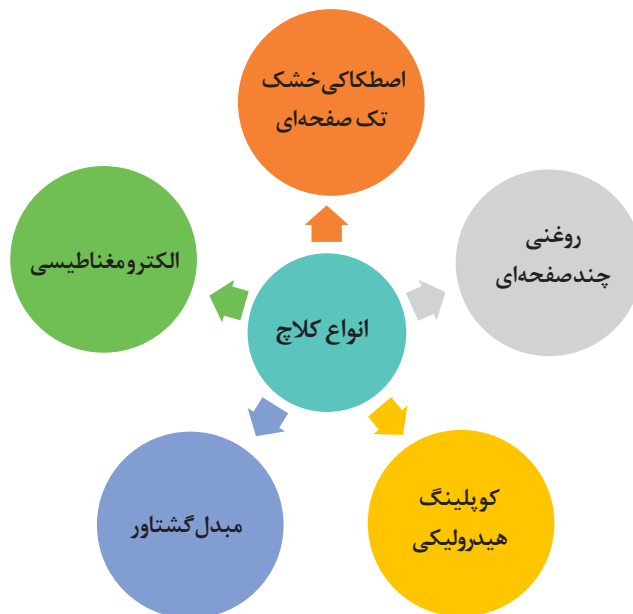 اصطکاکی خشک
تک صفحه‌ای
روغنی
چندصفحه‌ای
الکترومغناطیسی
انواع کلاچ
کوپلینگ
هیدرولیکی
مبدل گشتاور